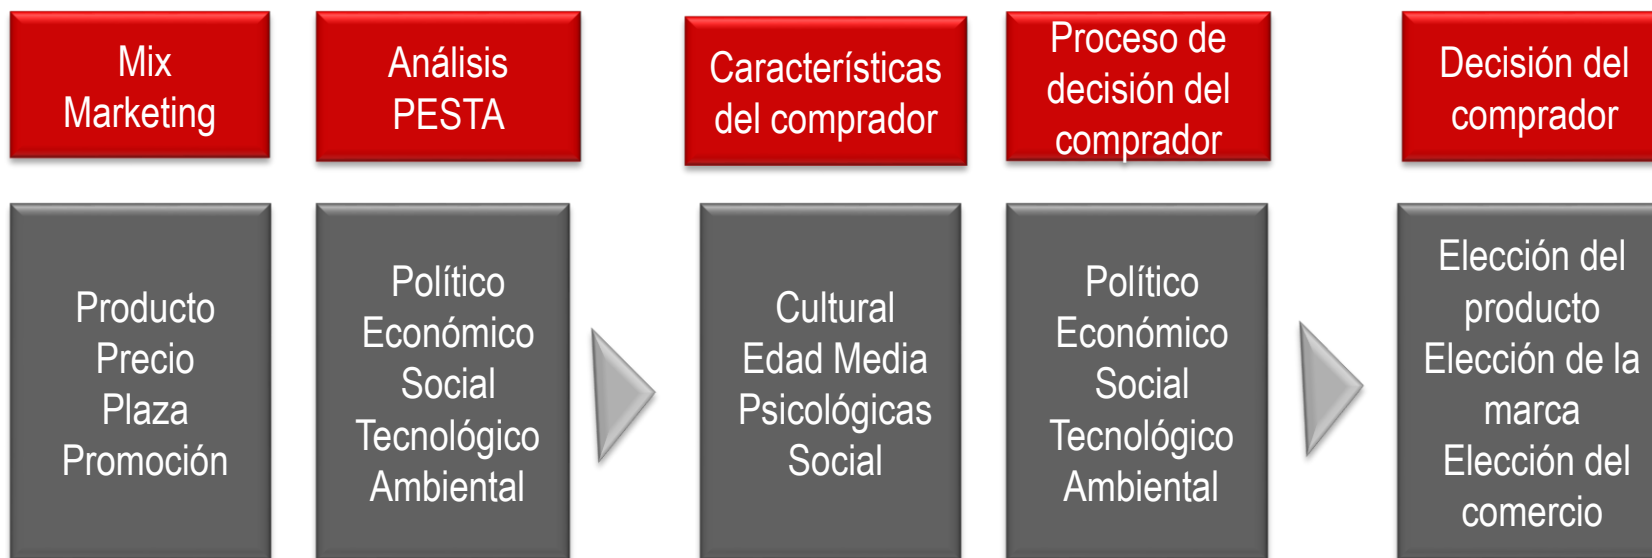 Mix
Marketing
Análisis
PESTA
Características
del comprador
Proceso de
decisión del
comprador
Decisión del
comprador
Producto
Precio
Plaza
Promoción
Político
Económico
Social
Tecnológico
Ambiental
Cultural
Edad Media
Psicológicas
Social
Político
Económico
Social
Tecnológico
Ambiental
Elección del
producto
Elección de la
marca
Elección del
comercio